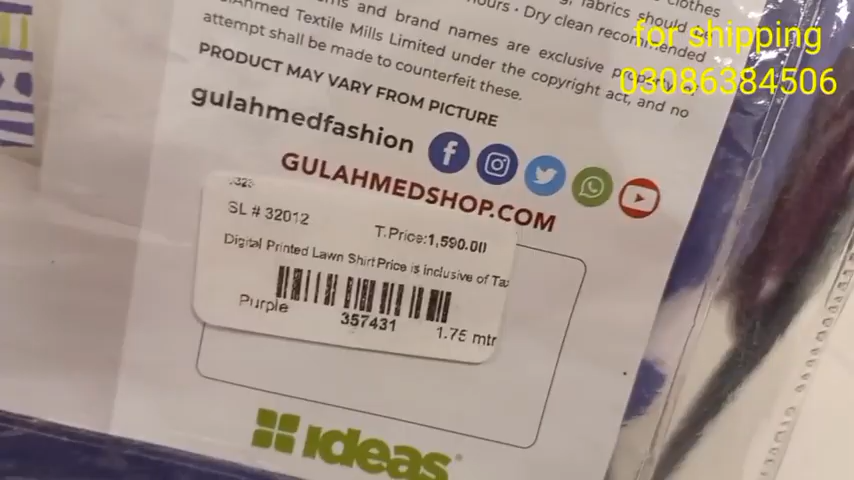 for shipping
03086384506
clothes
fabrics should be
hours • Dry clean recommended
and brand names are exclusive
Ahmed Textile Mills Limited under the copyright act, and no
attempt shall be made to counterfeit these.
PRODUCT MAY VARY FROM PICTURE
gulahmedfashion
GULAHMEDSHOP.COM
SL # 32012
T.Price:1,590.00
Digital Printed Lawn Shirt Price is inclusive of Tax
Purple
357431
1.75 mtr
ideas